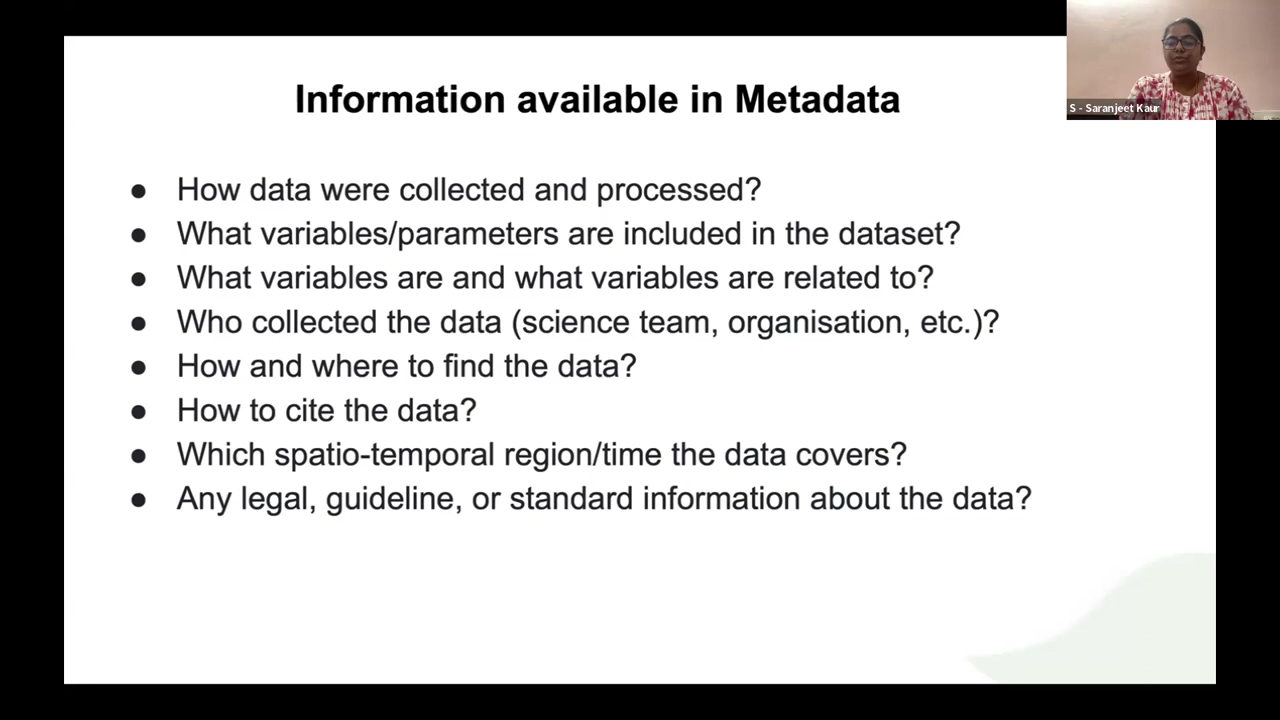 Information available in Metadata
S - Saranjeet Kaur
● How data were collected and processed?
● What variables/parameters are included in the dataset?
● What variables are and what variables are related to?
● Who collected the data (science team, organisation, etc.)?
● How and where to find the data?
● How to cite the data?
● Which spatio-temporal region/time the data covers?
● Any legal, guideline, or standard information about the data?